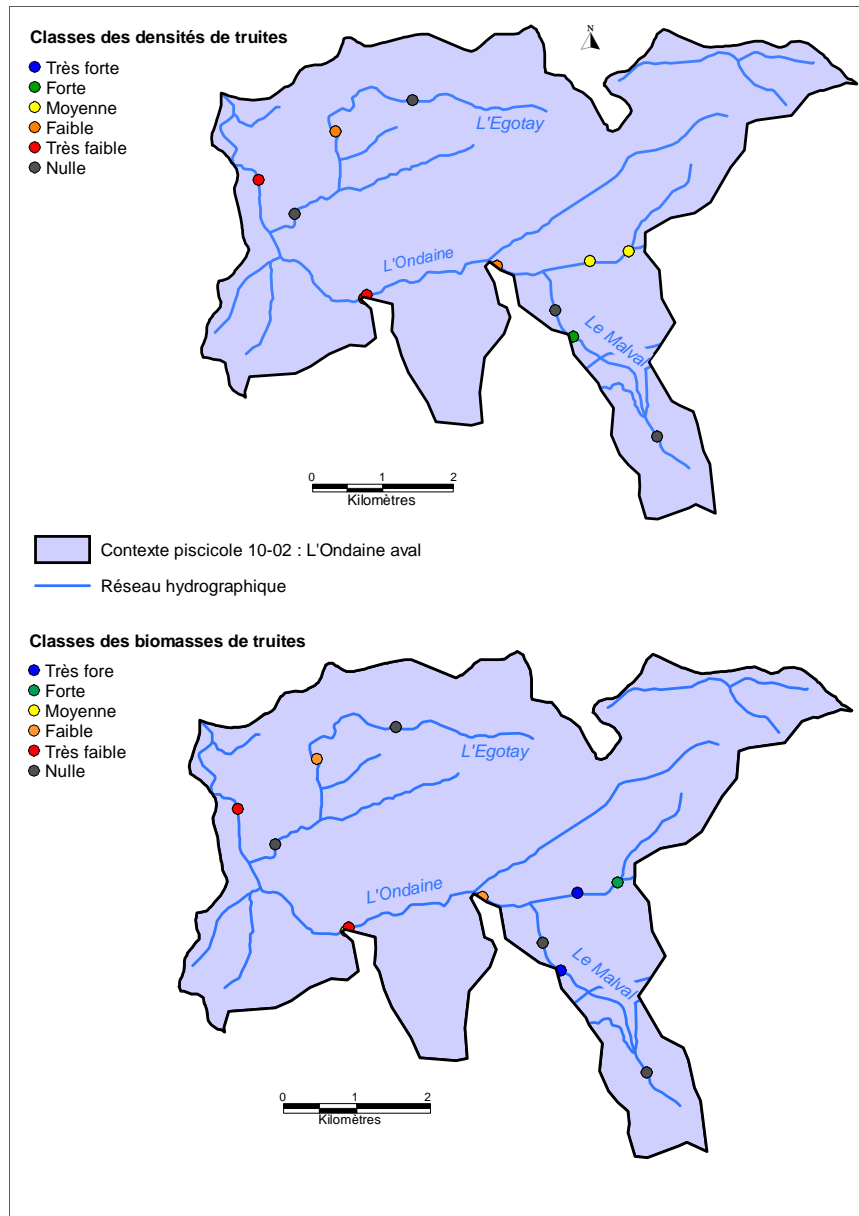 Classes des densités de truites
N
Très forte
Forte
Moyenne
Faible
Très faible
Nulle
L'Egotay
L'Ondaine
Le Malval
0 1 2
Kilomètres
Contexte piscicole 10-02 : L'Ondaine aval
Réseau hydrographique
Classes des biomasses de truites
Très fore
Forte
Moyenne
Faible
Très faible
Nulle
L'Egotay
L'Ondaine
Le Malval
0 1 2
Kilomètres